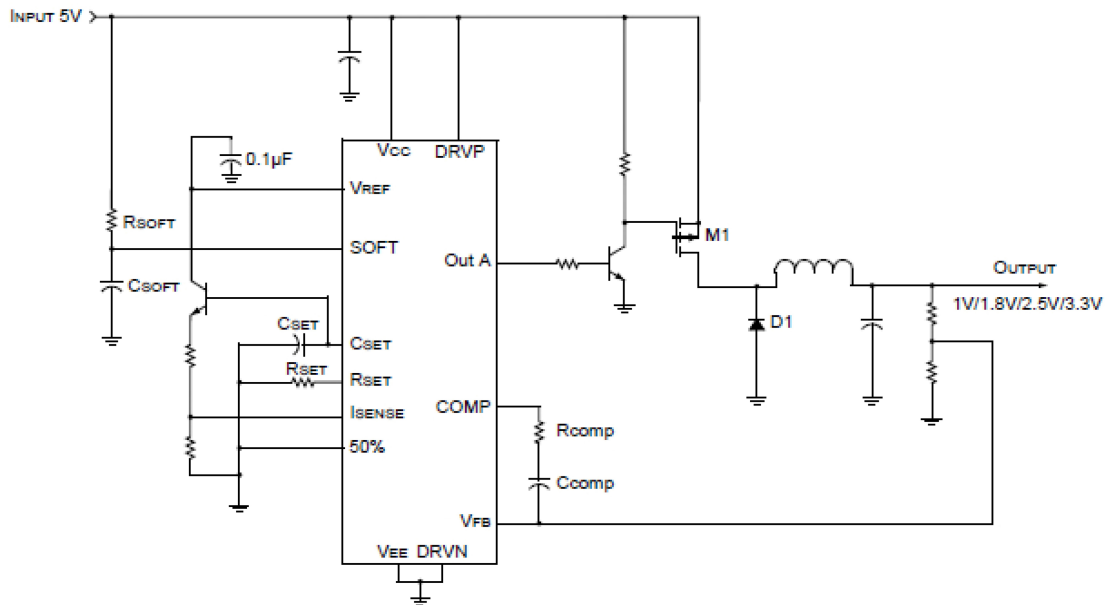 INPUT 5V
VCC DRVP
0.1µF
VREF
RSOFT
SOFT
M1
Out A
OUTPUT
CSOFT
1V/1.8V/2.5V/3.3V
D1
CSET
CSET
RSET
RSET
COMP
ISENSE
Rcomp
50%
Ccomp
VFB
VEE DRVN